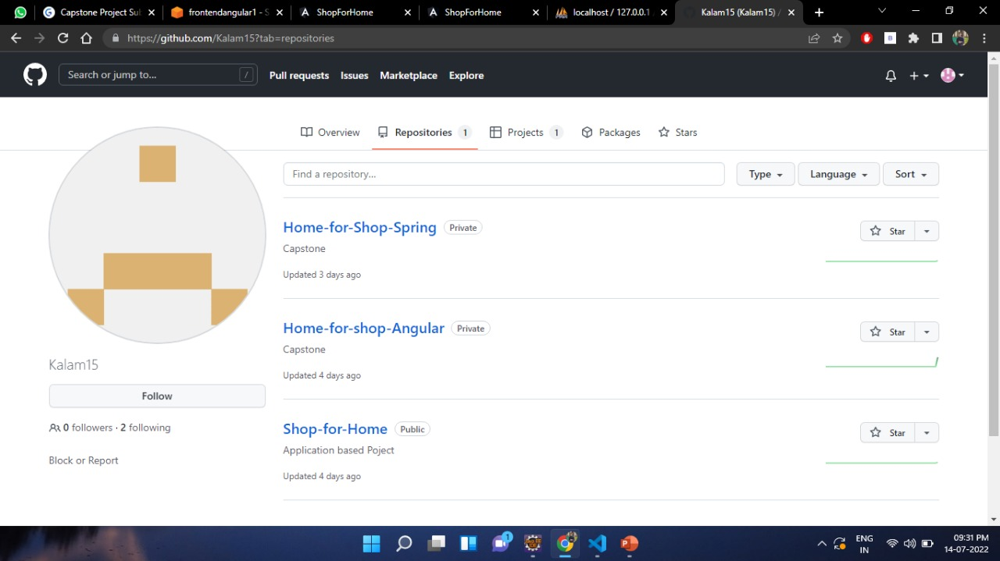 Capstone Project Sul
frontendangular1 - S
ShopForHome
ShopForHome
localhost / 127.0.0.1 /
Kalam15 (Kalam15) /
https://github.com/Kalam15?tab=repositories
Search or jump to... /
Pull requests Issues Marketplace Explore
Overview Repositories 1 Projects 1 Packages Stars
Find a repository...
Type Language Sort
Home-for-Shop-Spring Private
Star
Capstone
Updated 3 days ago
Home-for-shop-Angular Private
Star
Capstone
Updated 4 days ago
Shop-for-Home Public
Star
Application based Poject
Updated 4 days ago
Kalam15
Follow
0 followers · 2 following
Block or Report
1
ENG
IN
09:31 PM
14-07-2022